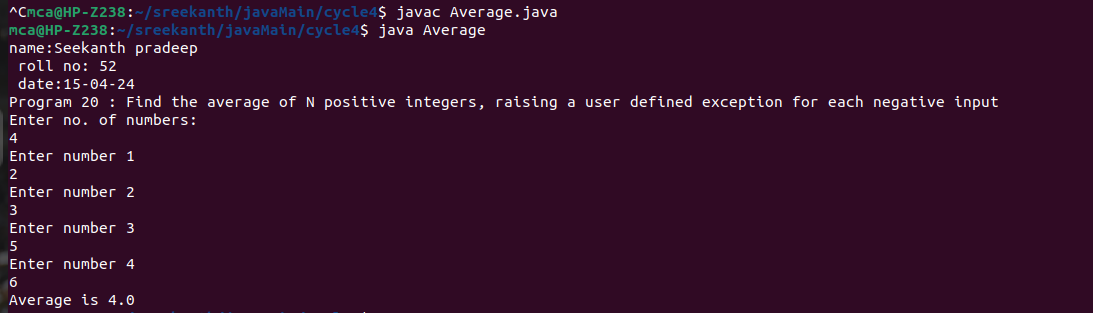 ^Cmca@HP-Z238:~/sreekanth/javaMain/cycle4$ javac Average.java
mca@HP-Z238:~/sreekanth/javaMain/cycle4$ java Average
name:Seekanth pradeep
 roll no: 52
 date:15-04-24
Program 20 : Find the average of N positive integers, raising a user defined exception for each negative input
Enter no. of numbers:
4
Enter number 1
2
Enter number 2
3
Enter number 3
5
Enter number 4
6
Average is 4.0